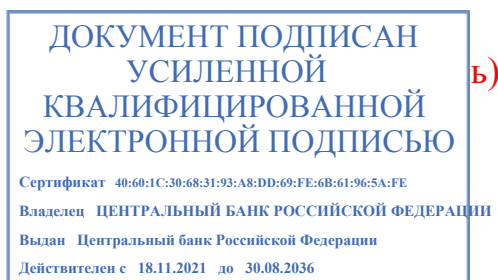 ДОКУМЕНТ ПОДПИСАН
УСИЛЕННОЙ
КВАЛИФИЦИРОВАННОЙ
ЭЛЕКТРОННОЙ ПОДПИСЬЮ
ь)
Сертификат 40:60:1C:30:68:31:93:A8:DD:69:FE:6B:61:96:5A:FE
Владелец ЦЕНТРАЛЬНЫЙ БАНК РОССИЙСКОЙ ФЕДЕРАЦИИ
Выдан Центральный банк Российской Федерации
Действителен с 18.11.2021 до 30.08.2036